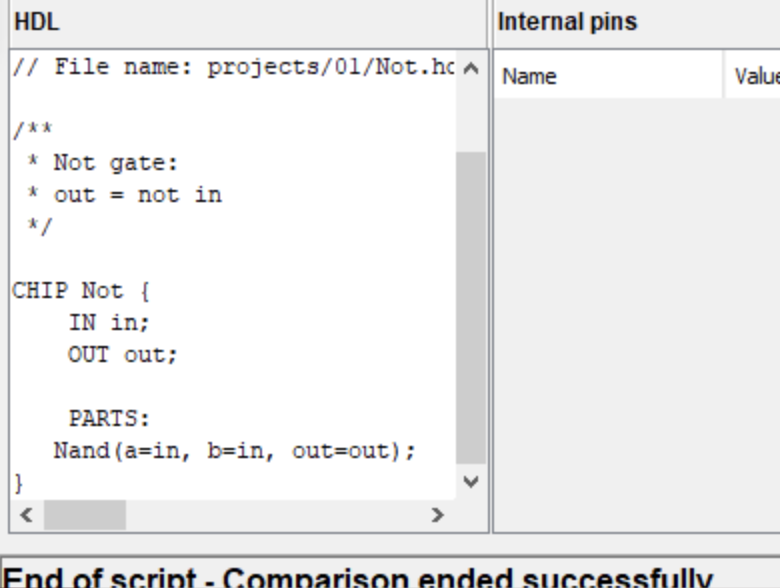 HDL
Internal pins
// File name: projects/01/Not.hd
Name
Value
/**
 * Not gate:
 * out = not in
 */
CHIP Not {
    IN in;
    OUT out;
    PARTS:
   Nand(a=in, b=in, out=out);
}
End of script - Comparison ended successfully